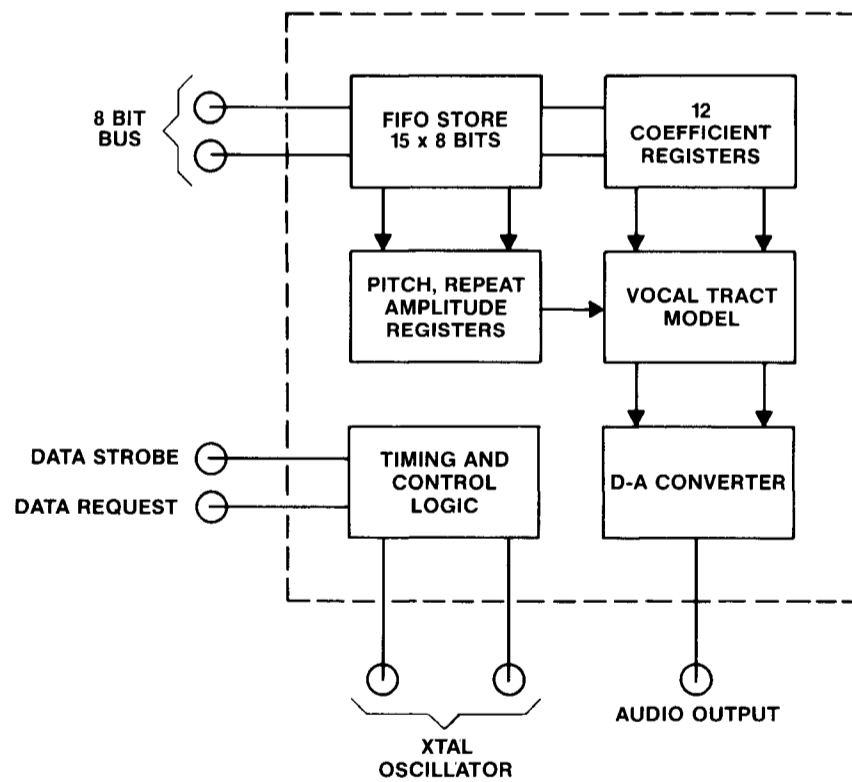 8 BIT
BUS
FIFO STORE
15 x 8 BITS
12
COEFFICIENT
REGISTERS
PITCH, REPEAT
AMPLITUDE
REGISTERS
VOCAL TRACT
MODEL
DATA STROBE
DATA REQUEST
TIMING AND
CONTROL
LOGIC
D-A CONVERTER
XTAL
OSCILLATOR
AUDIO OUTPUT